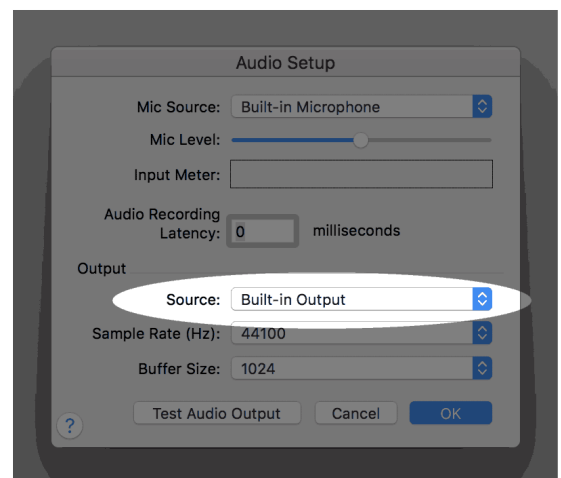 Audio Setup
Mic Source: Built-in Microphone
Mic Level:
Input Meter:
Audio Recording
Latency: 0 milliseconds
Output
Source: Built-in Output
Sample Rate (Hz): 44100
Buffer Size: 1024
? Test Audio Output Cancel OK